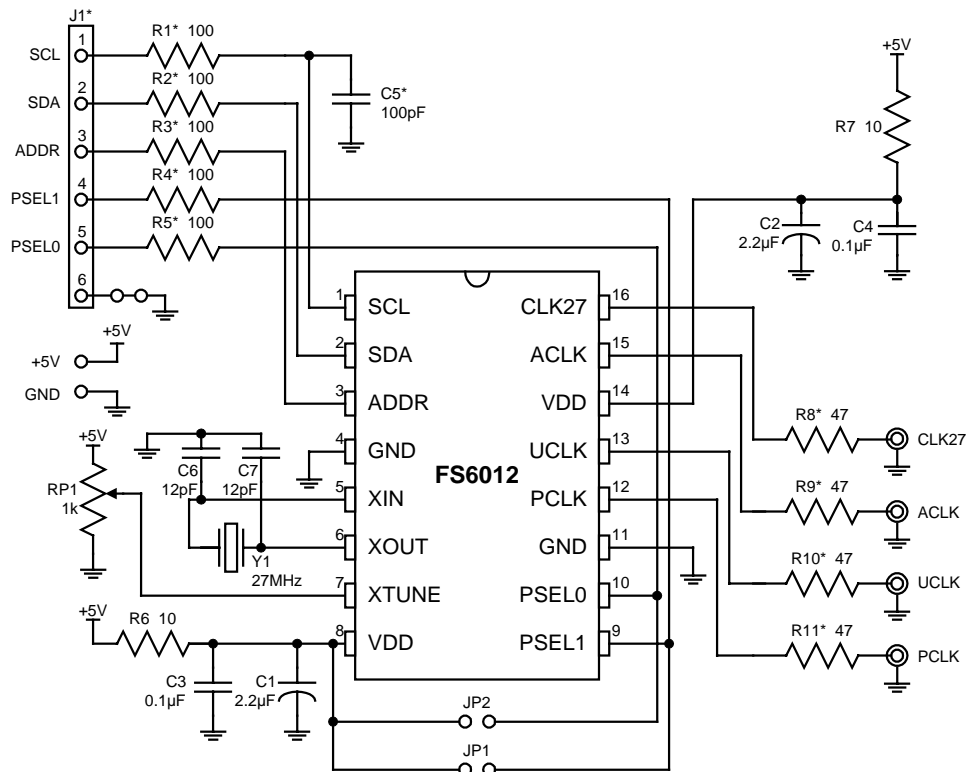 J1*
SCL
1
R1* 100
SDA
2
R2* 100
C5*
100pF
ADDR
3
R3* 100
PSEL1
4
R4* 100
PSEL0
5
R5* 100
6
+5V
R7 10
C2
2.2µF
C4
0.1µF
+5V
+5V
GND
1
SCL
2
SDA
3
ADDR
4
GND
5
XIN
6
XOUT
7
XTUNE
8
VDD
FS6012
CLK27
16
ACLK
15
VDD
14
UCLK
13
PCLK
12
GND
11
PSEL0
10
PSEL1
9
+5V
RP1
1k
C6
12pF
C7
12pF
Y1
27MHz
+5V
R6 10
C3
0.1µF
C1
2.2µF
JP2
JP1
R8* 47
CLK27
R9* 47
ACLK
R10* 47
UCLK
R11* 47
PCLK